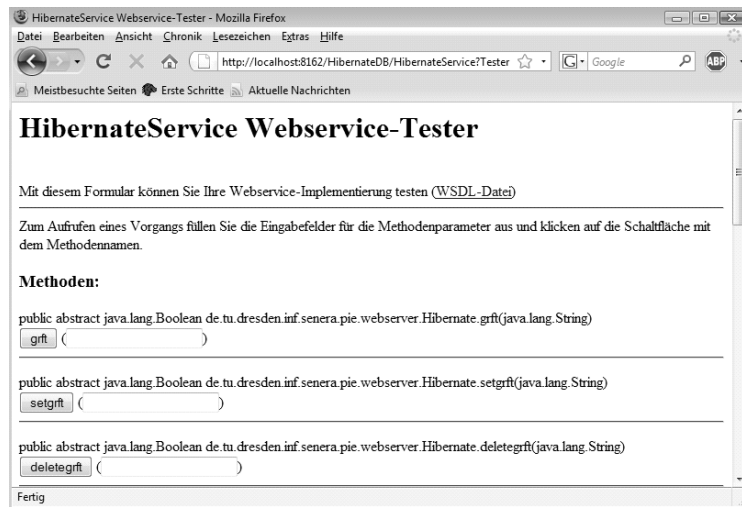 HibernateService Webservice-Tester - Mozilla Firefox
Datei Bearbeiten Ansicht Chronik Lesezeichen Extras Hilfe
http://localhost:8162/HibernateDB/HibernateService?Tester G Google ABP
Meistbesuchte Seiten Erste Schritte Aktuelle Nachrichten
HibernateService Webservice-Tester
Mit diesem Formular können Sie Ihre Webservice-Implementierung testen (WSDL-Datei)
Zum Aufrufen eines Vorgangs füllen Sie die Eingabefelder für die Methodenparameter aus und klicken auf die Schaltfläche mit
dem Methodennamen.
Methoden:
public abstract java.lang.Boolean de.tu.dresden.inf.senera.pie.webserver.Hibernate.grft(java.lang.String)
grft ( )
public abstract java.lang.Boolean de.tu.dresden.inf.senera.pie.webserver.Hibernate.setgrft(java.lang.String)
setgrft ( )
public abstract java.lang.Boolean de.tu.dresden.inf.senera.pie.webserver.Hibernate.deletegrft(java.lang.String)
deletegrft ( )
Fertig